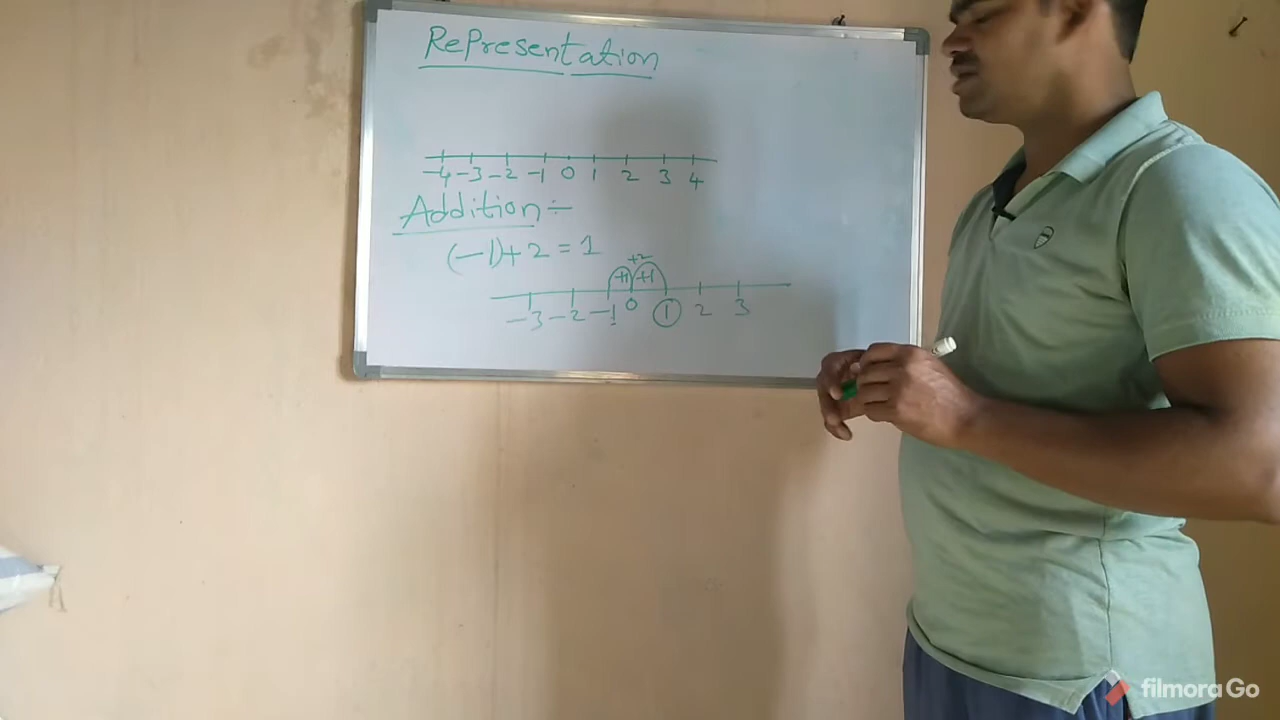 Representation
-4 -3 -2 -1 0 1 2 3 4
Addition :-
(-1)+2=1
+2
+1 +1
-3 -2 -1 0 1 2 3
filmora Go